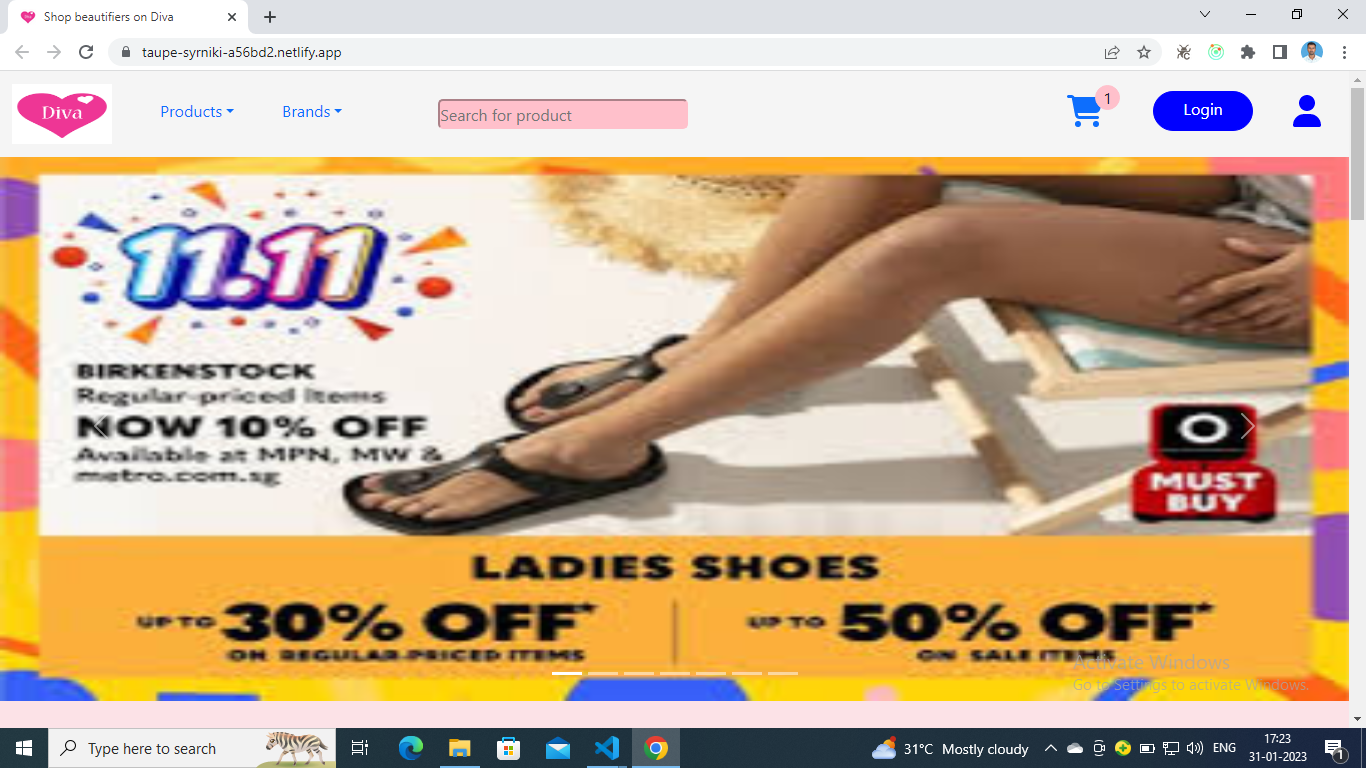 Shop beautifiers on Diva
taupe-syrniki-a56bd2.netlify.app
Diva
Products
Brands
Search for product
1
Login
11.11
BIRKENSTOCK
Regular-priced Items
NOW 10% OFF
Available at MPN, MW &
metro.com.sg
MUST
BUY
LADIES SHOES
UP TO 30% OFF*
ON REGULAR-PRICED ITEMS
UP TO 50% OFF*
ON SALE ITEMS
Activate Windows
Go to Settings to activate Windows.
Type here to search
31°C Mostly cloudy
ENG
17:23
31-01-2023
1